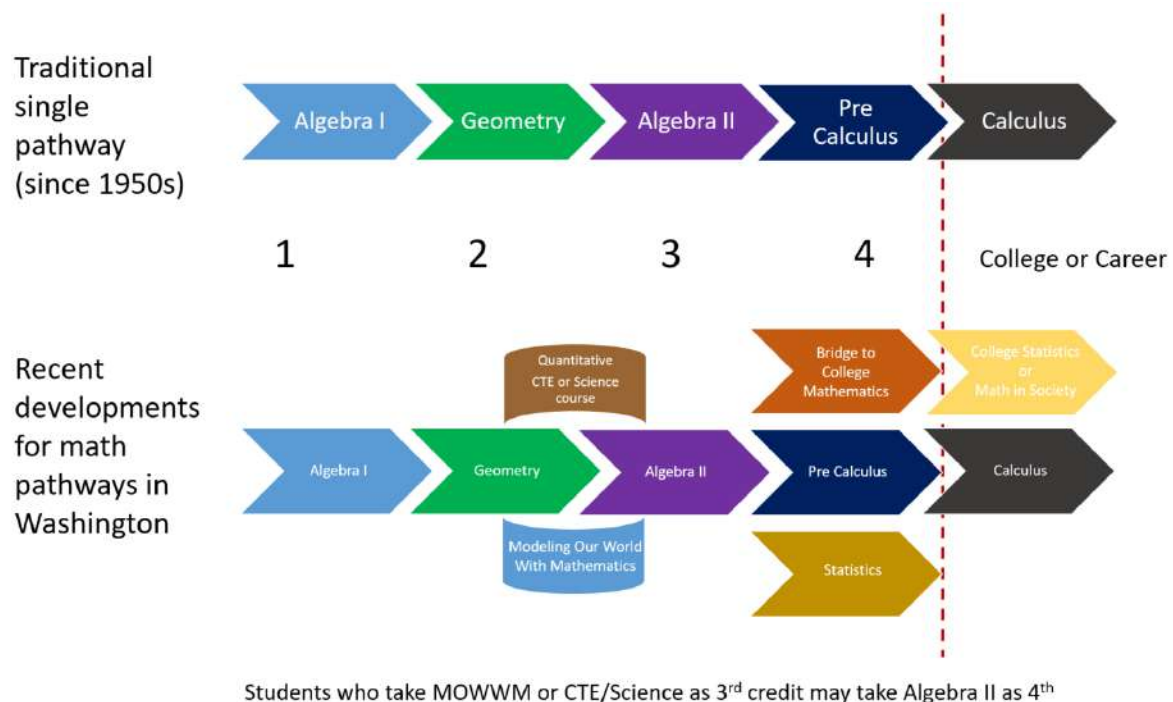 Traditional
single
pathway
(since 1950s)
Algebra I
Geometry
Algebra II
Pre
Calculus
Calculus
1
2
3
4
College or Career
Recent
developments
for math
pathways in
Washington
Quantitative
CTE or Science
course
Bridge to
College
Mathematics
College Statistics
or
Math in Society
Algebra I
Geometry
Algebra II
Pre Calculus
Calculus
Modeling Our World
With Mathematics
Statistics
Students who take MOWWM or CTE/Science as 3rd credit may take Algebra II as 4th